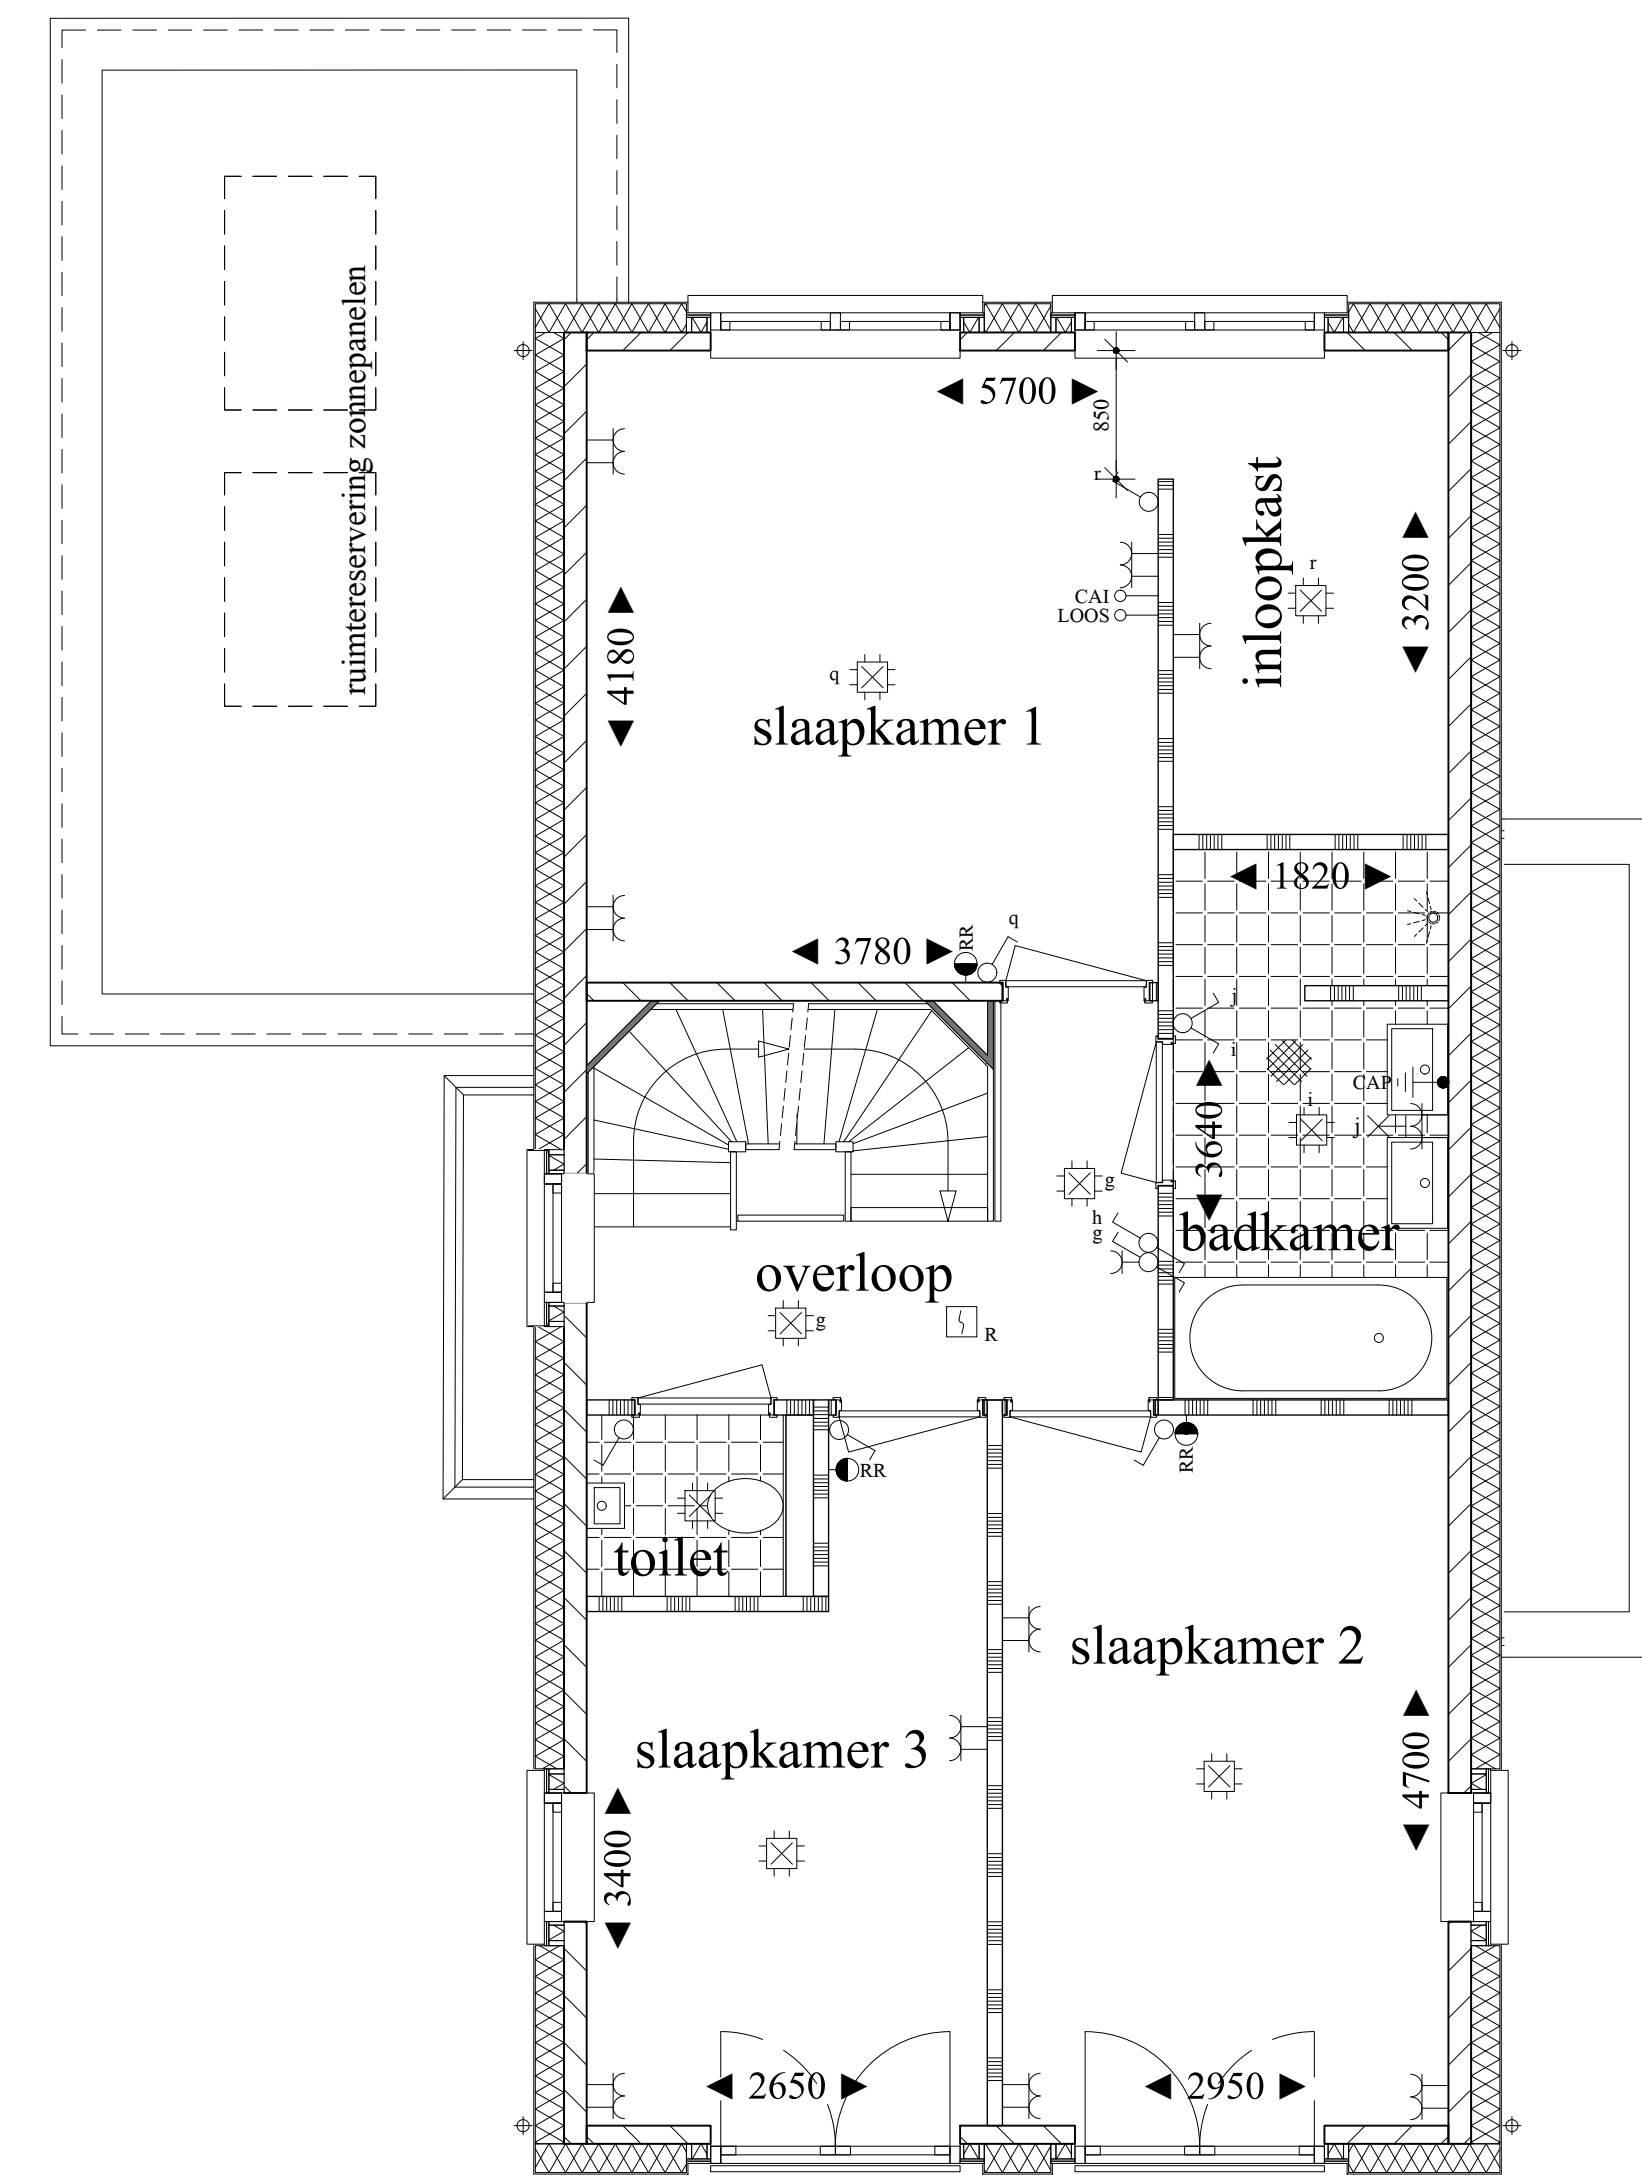 ruimtereservering zonnepanelen
5700
850
r
CAI
LOOS
inloopkast
r
3200
4180
q
slaapkamer 1
1820
3780
RR
q
j
i
CAP
i
j
3640
badkamer
g
h
g
overloop
g
R
RR
RR
toilet
slaapkamer 2
slaapkamer 3
4700
3400
2650
2950